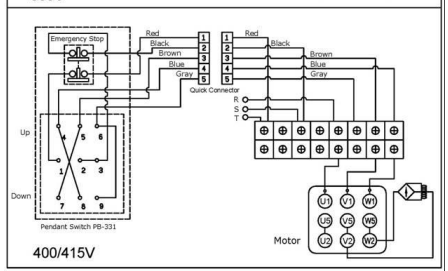 Emergency Stop
Red
Black
Brown
Blue
Gray
1
2
3
4
5
1
2
3
4
5
Quick Connector
Red
Black
Brown
Blue
Gray
R
S
T
Up
4 5 6
1 2 3
Down
7 8 9
Pendant Switch PB-331
Motor
U1 V1 W1
U5 V5 W5
U2 V2 W2
400/415V